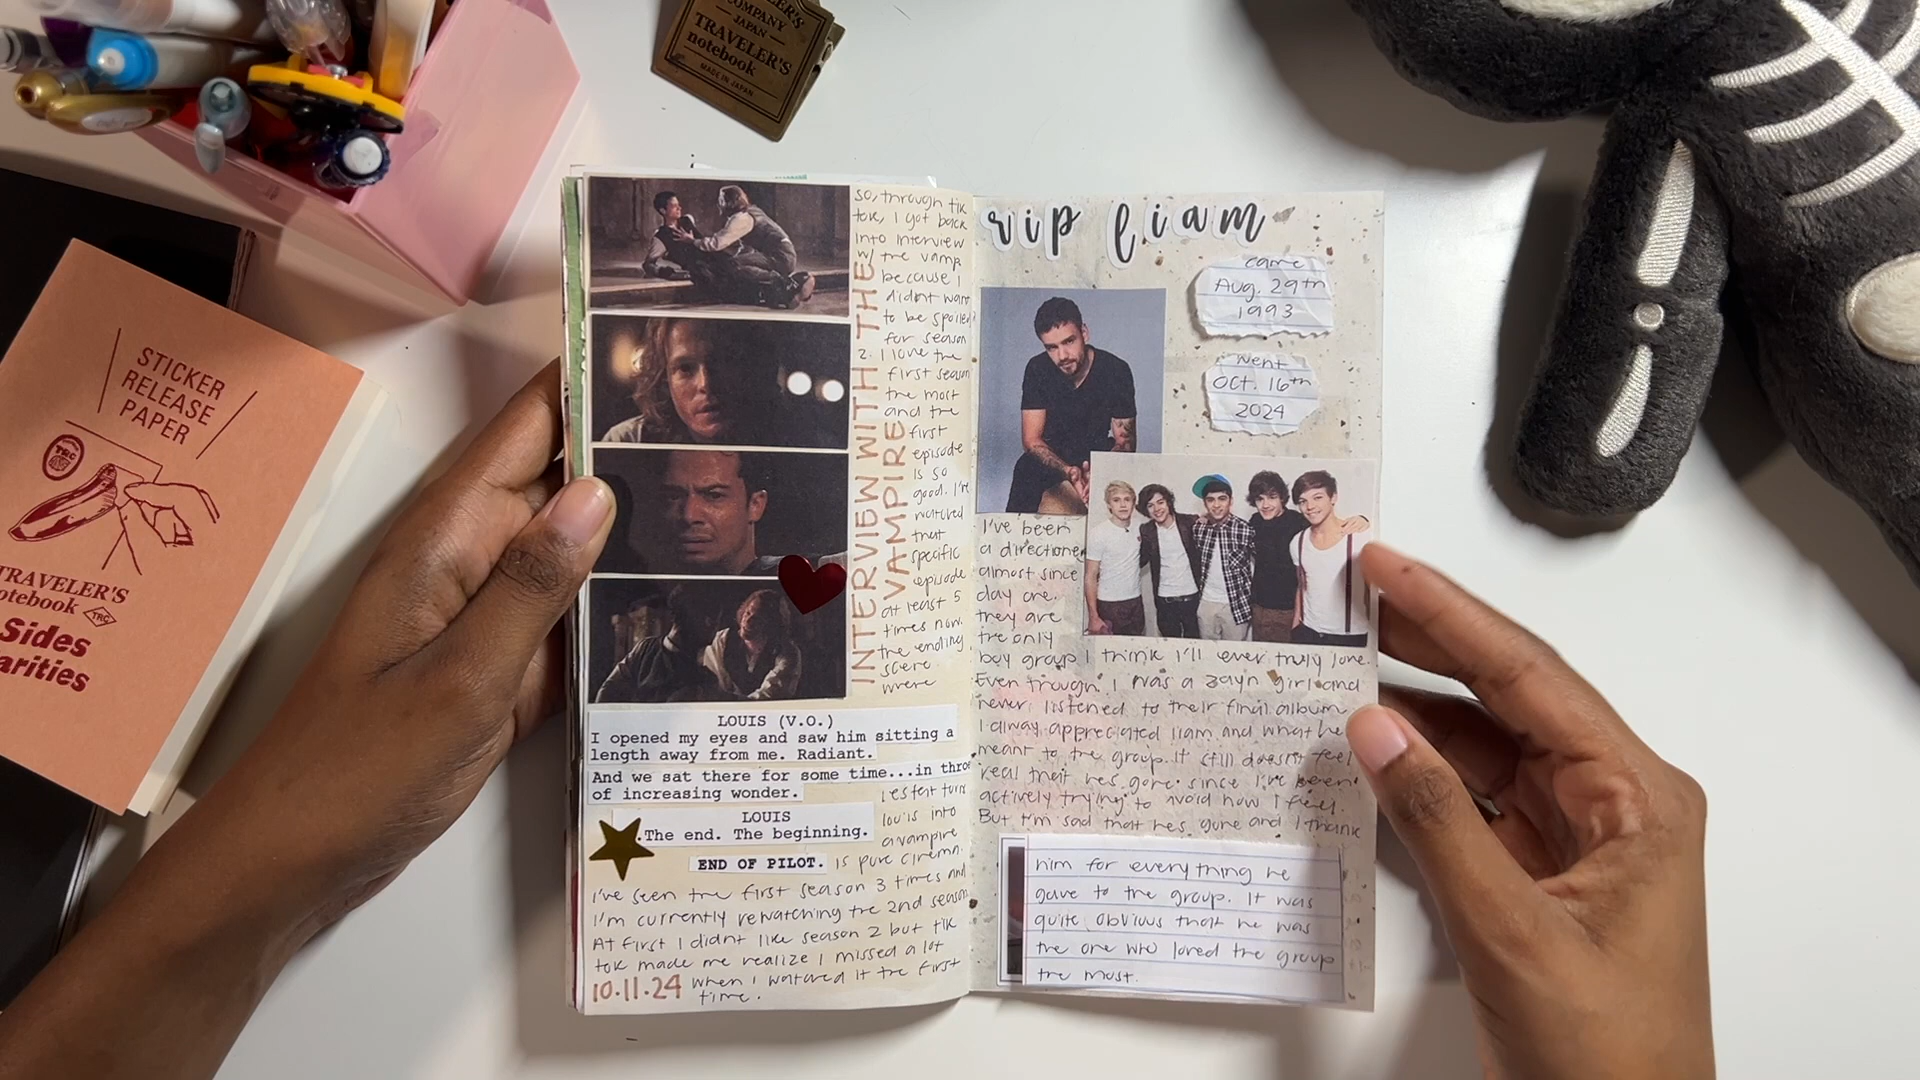 COMPANY
JAPAN
TRAVELER'S
notebook
MADE IN JAPAN
STICKER
RELEASE
PAPER
TRC
TRAVELER'S
notebook
TRC
Sides
arities
INTERVIEW WITH THE
VAMPIRE
so, through tik
tok, I got back
into interview
w/ the vamp
because I
didnt want
to be spoiled
for season
2. I love the
first season
the most
and the
first
episode
is so
good. I've
watched
that
specific
episode
at least 5
times now.
the ending
scene
where
LOUIS (V.O.)
I opened my eyes and saw him sitting a
length away from me. Radiant.
And we sat there for some time...in throe
of increasing wonder.
LOUIS
The end. The beginning.
END OF PILOT.
lestat turns
louis into
a vampire
is pure cinema.
I've seen the first season 3 times and
I'm currently rewatching the 2nd season
At first I didnt like season 2 but tik
tok made me realize I missed a lot
10.11.24 when I watched it the first
time.
rip liam
came
Aug. 29th
1993
went
Oct. 16th
2024
I've been
a directioner
almost since
day one.
they are
the only
boy group I think I'll ever truly love.
Even trough I was a zayn girl and
never listened to their final album
I alway appreciated liam and what he
meant to the group. It still doesnt feel
real that hes gone since I've been
actively trying to avoid how I feel.
But I'm sad that hes gone and I thank
him for everything he
gave to the group. It was
quite obvious that he was
the one who loved the group
the most.